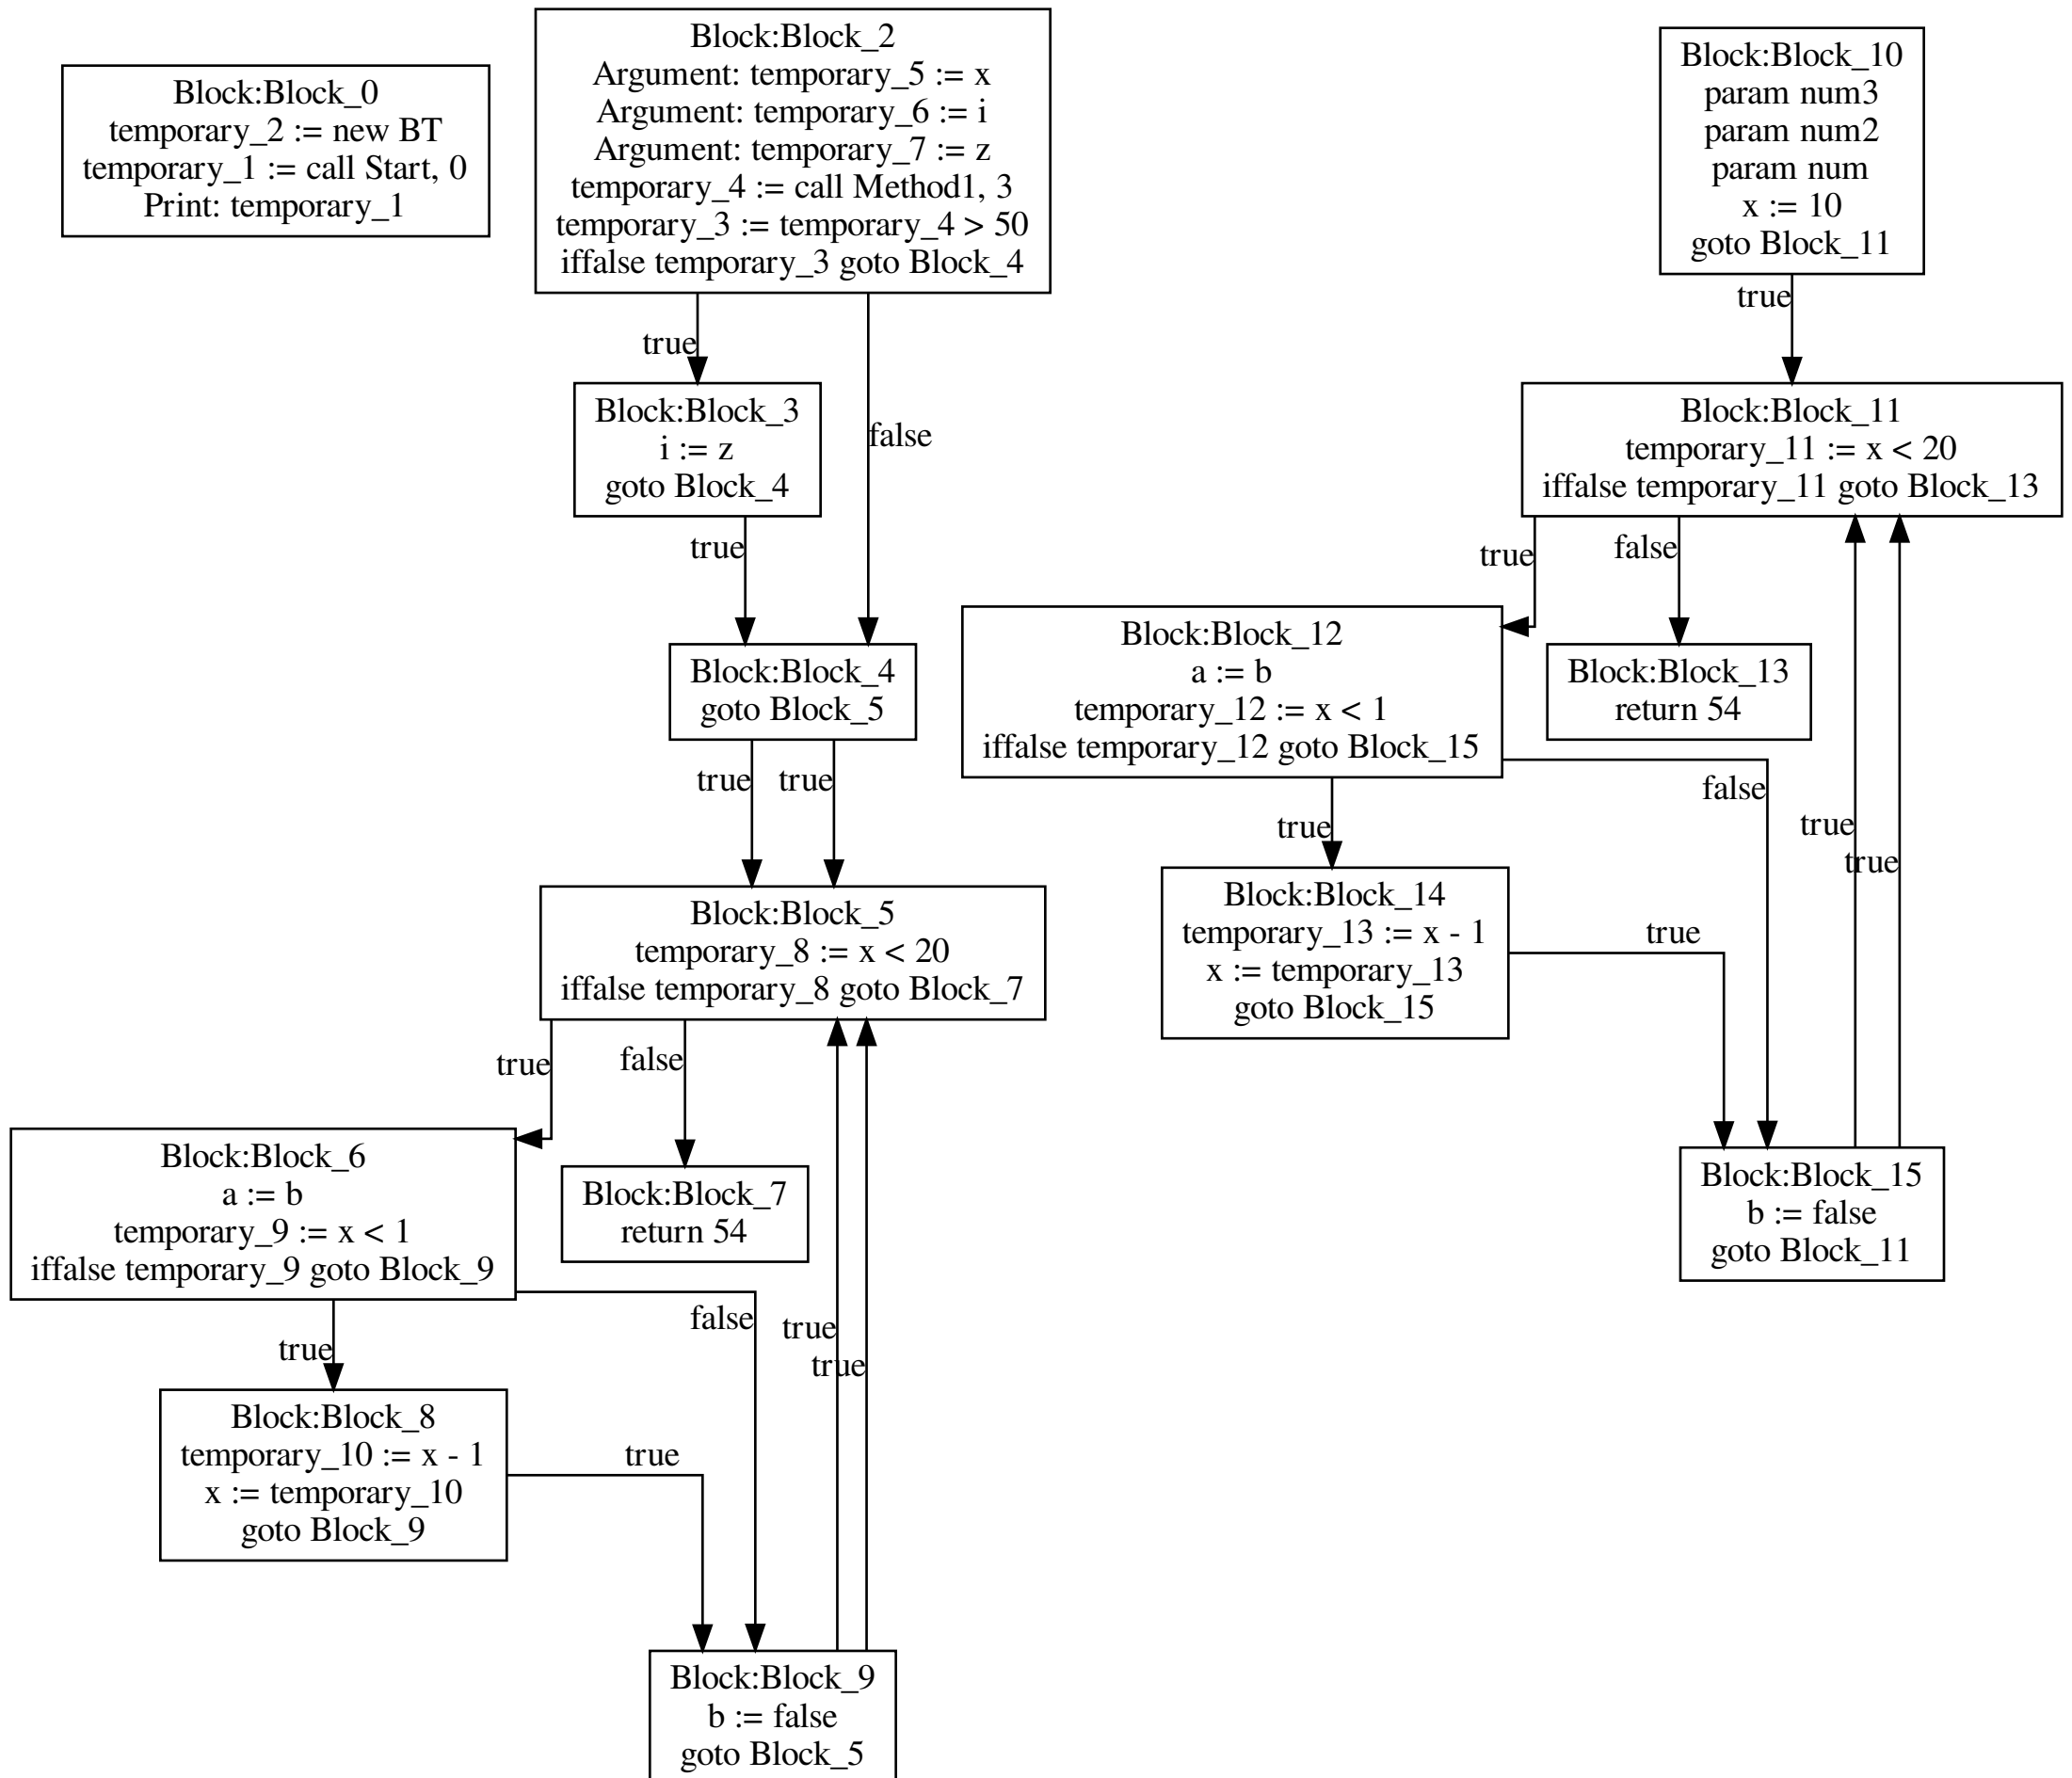 Block:Block_0
temporary_2 := new BT
temporary_1 := call Start, 0
Print: temporary_1
Block:Block_2
Argument: temporary_5 := x
Argument: temporary_6 := i
Argument: temporary_7 := z
temporary_4 := call Method1, 3
temporary_3 := temporary_4 > 50
iffalse temporary_3 goto Block_4
true
false
Block:Block_3
i := z
goto Block_4
true
Block:Block_4
goto Block_5
true
true
Block:Block_5
temporary_8 := x < 20
iffalse temporary_8 goto Block_7
true
false
Block:Block_6
a := b
temporary_9 := x < 1
iffalse temporary_9 goto Block_9
Block:Block_7
return 54
true
false
true
true
Block:Block_8
temporary_10 := x - 1
x := temporary_10
goto Block_9
true
Block:Block_9
b := false
goto Block_5
Block:Block_10
param num3
param num2
param num
x := 10
goto Block_11
true
Block:Block_11
temporary_11 := x < 20
iffalse temporary_11 goto Block_13
true
false
Block:Block_12
a := b
temporary_12 := x < 1
iffalse temporary_12 goto Block_15
Block:Block_13
return 54
true
false
true
true
Block:Block_14
temporary_13 := x - 1
x := temporary_13
goto Block_15
true
Block:Block_15
b := false
goto Block_11